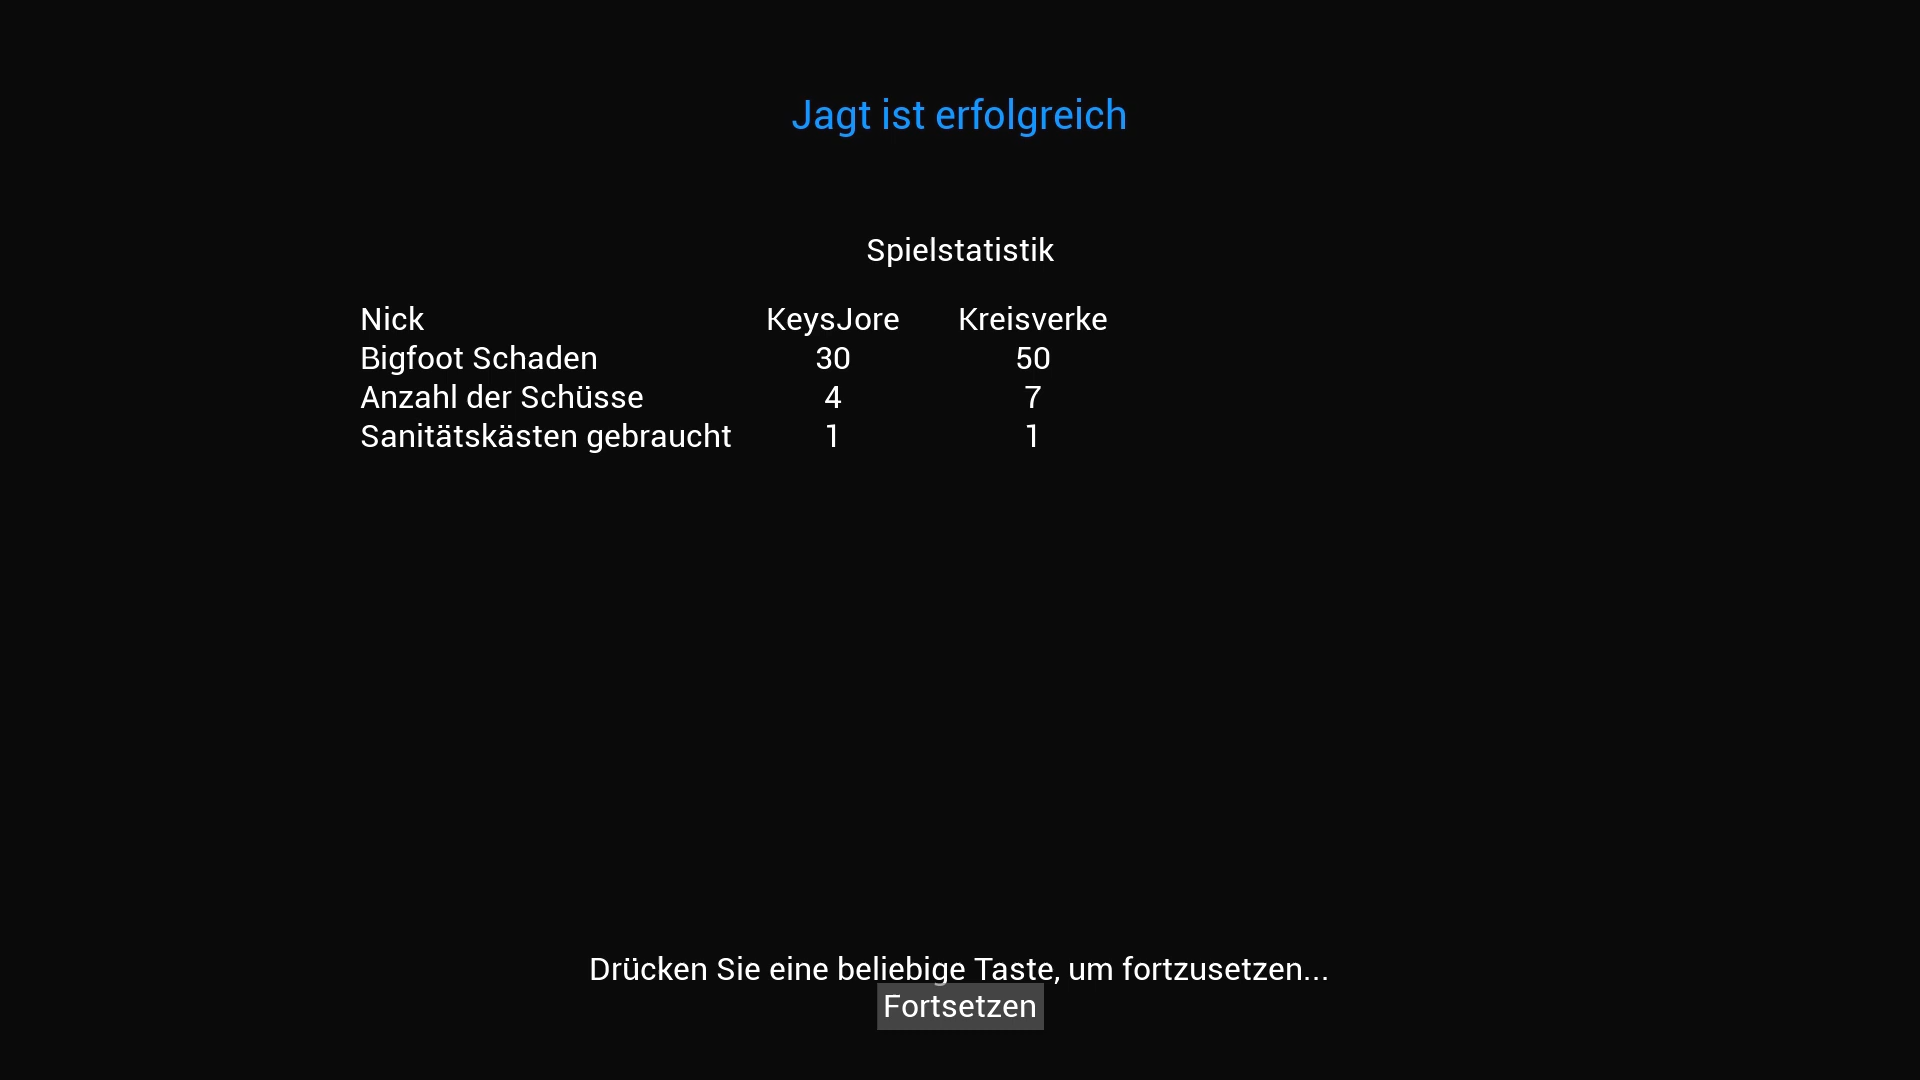 Jagt ist erfolgreich
Spielstatistik
Nick KeysJore Kreisverke
Bigfoot Schaden 30 50
Anzahl der Schüsse 4 7
Sanitätskästen gebraucht 1 1
Drücken Sie eine beliebige Taste, um fortzusetzen...
Fortsetzen